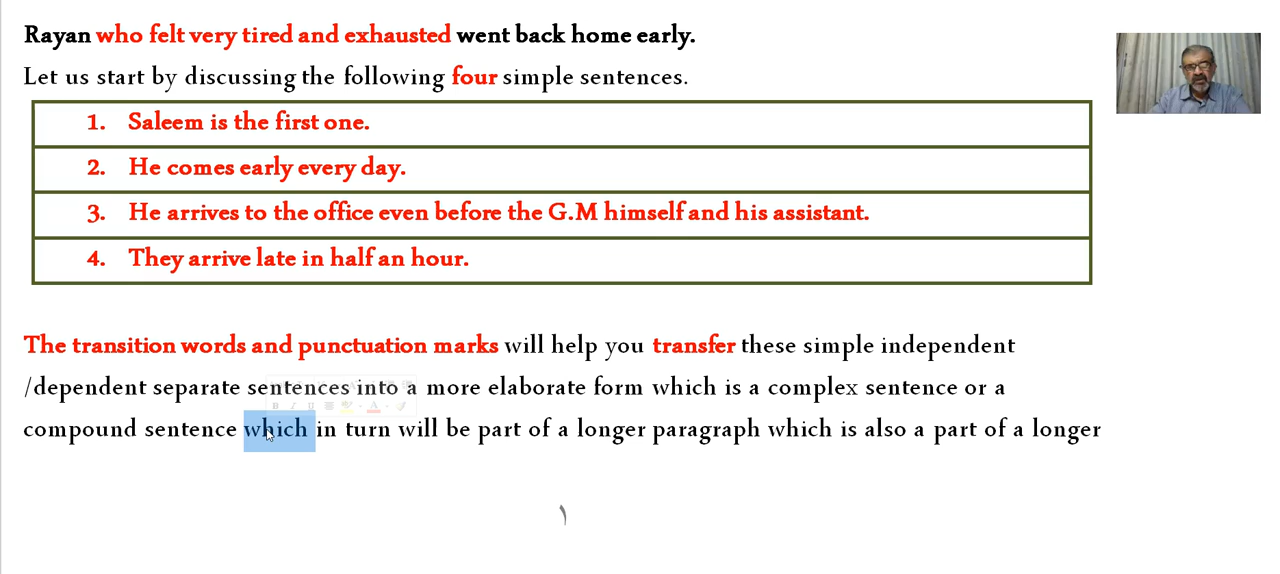 Rayan who felt very tired and exhausted went back home early.
Let us start by discussing the following four simple sentences.
1. Saleem is the first one.
2. He comes early every day.
3. He arrives to the office even before the G.M himself and his assistant.
4. They arrive late in half an hour.
The transition words and punctuation marks will help you transfer these simple independent
/dependent separate sentences into a more elaborate form which is a complex sentence or a
compound sentence which in turn will be part of a longer paragraph which is also a part of a longer
١